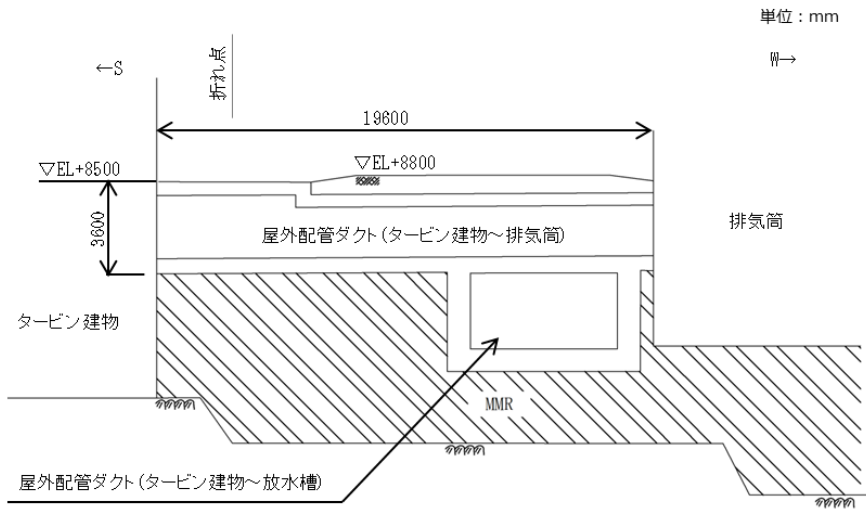 単位:mm
←S
折れ点
W→
19600
▽EL+8500
▽EL+8800
3600
屋外配管ダクト(タービン建物~排気筒)
排気筒
タービン建物
MMR
屋外配管ダクト(タービン建物~放水槽)